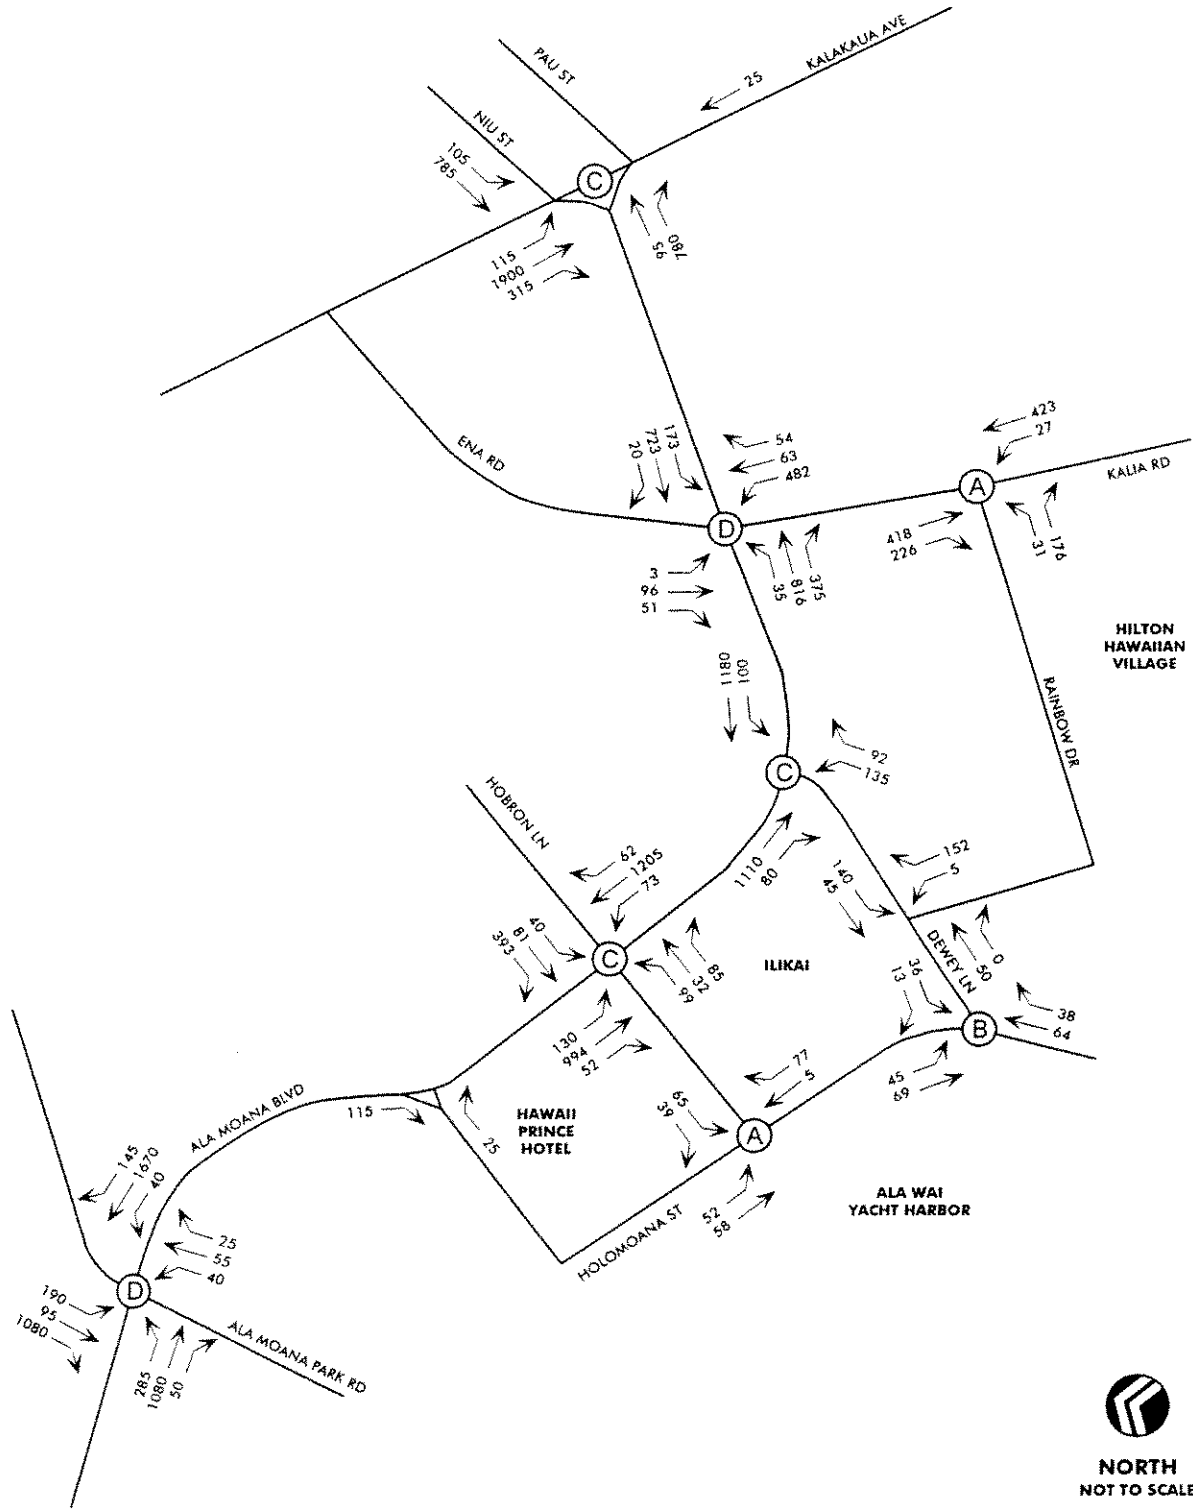 PAU ST
KALAKAUA AVE
25
NIU ST
105
785
C
115
1900
315
95
780
ENA RD
20
723
173
54
63
482
423
27
A
KALIA RD
D
418
226
31
176
3
96
51
35
816
375
HILTON
HAWAIIAN
VILLAGE
1180
100
RAINBOW DR
92
135
C
HOBRON LN
62
1205
73
1110
80
140
45
152
5
393
81
40
C
99
32
85
ILIKAI
DEWEY LN
50
0
13
36
38
64
B
130
994
52
77
5
45
69
ALA MOANA BLVD
115
25
HAWAII
PRINCE
HOTEL
65
39
A
145
1670
40
52
58
HOLOMOANA ST
ALA WAI
YACHT HARBOR
25
55
40
190
95
1080
D
ALA MOANA PARK RD
285
1080
50
NORTH
NOT TO SCALE